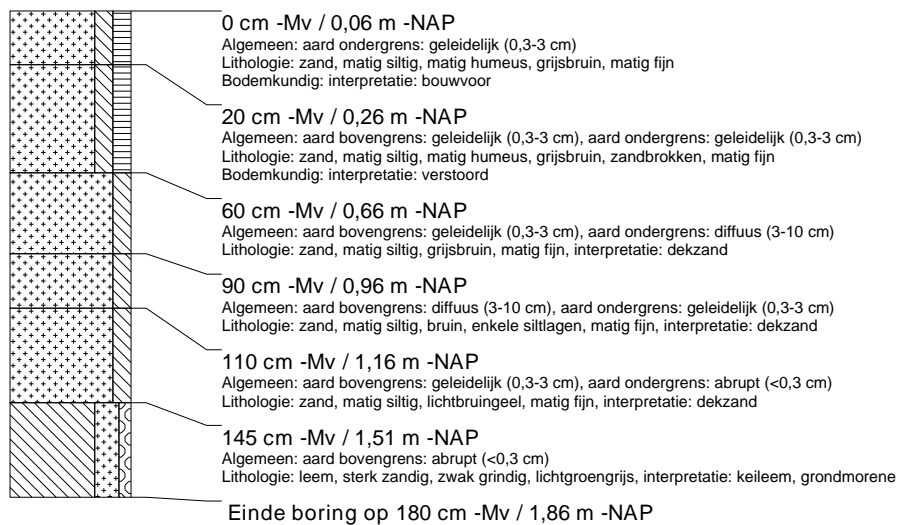 0 cm -Mv / 0,06 m -NAP
Algemeen: aard ondergrens: geleidelijk (0,3-3 cm)
Lithologie: zand, matig siltig, matig humeus, grijsbruin, matig fijn
Bodemkundig: interpretatie: bouwvoor
20 cm -Mv / 0,26 m -NAP
Algemeen: aard bovengrens: geleidelijk (0,3-3 cm), aard ondergrens: geleidelijk (0,3-3 cm)
Lithologie: zand, matig siltig, matig humeus, grijsbruin, zandbrokken, matig fijn
Bodemkundig: interpretatie: verstoord
60 cm -Mv / 0,66 m -NAP
Algemeen: aard bovengrens: geleidelijk (0,3-3 cm), aard ondergrens: diffuus (3-10 cm)
Lithologie: zand, matig siltig, grijsbruin, matig fijn, interpretatie: dekzand
90 cm -Mv / 0,96 m -NAP
Algemeen: aard bovengrens: diffuus (3-10 cm), aard ondergrens: geleidelijk (0,3-3 cm)
Lithologie: zand, matig siltig, bruin, enkele siltlagen, matig fijn, interpretatie: dekzand
110 cm -Mv / 1,16 m -NAP
Algemeen: aard bovengrens: geleidelijk (0,3-3 cm), aard ondergrens: abrupt (<0,3 cm)
Lithologie: zand, matig siltig, lichtbruingeel, matig fijn, interpretatie: dekzand
145 cm -Mv / 1,51 m -NAP
Algemeen: aard bovengrens: abrupt (<0,3 cm)
Lithologie: leem, sterk zandig, zwak grindig, lichtgroengrijs, interpretatie: keileem, grondmorene
Einde boring op 180 cm -Mv / 1,86 m -NAP